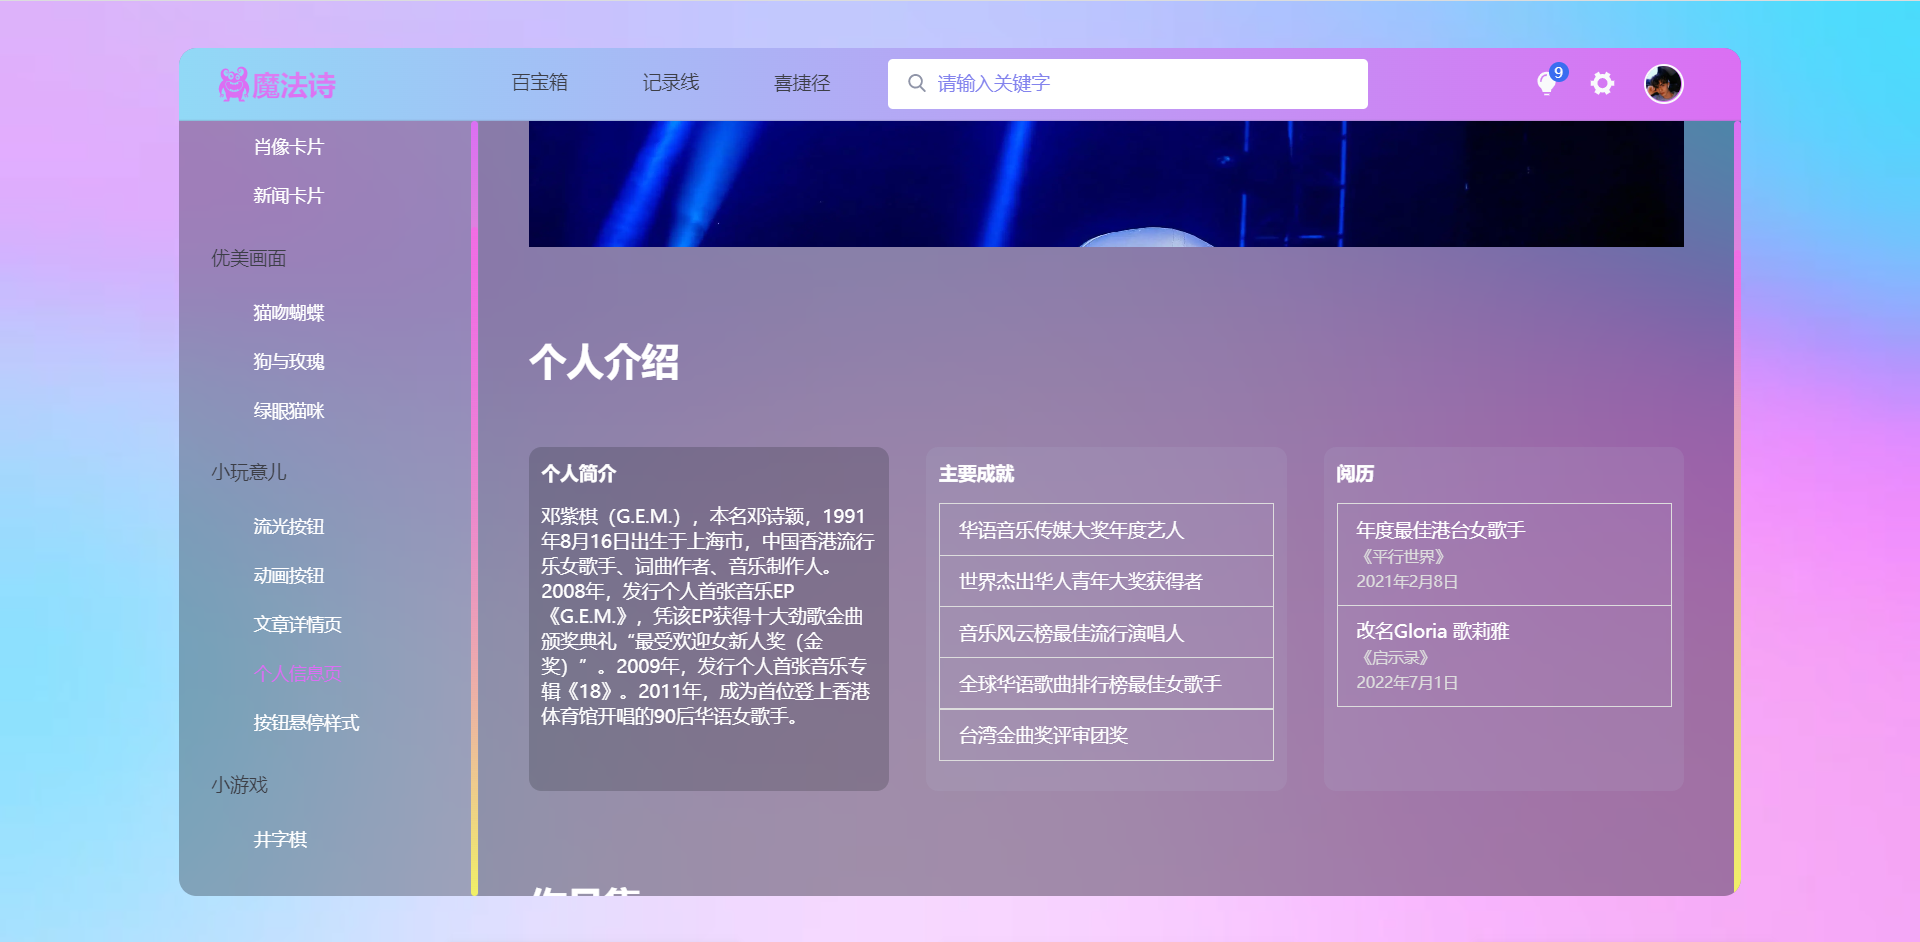 魔法诗
百宝箱
记录线
喜捷径
请输入关键字
9
肖像卡片
新闻卡片
优美画面
猫吻蝴蝶
狗与玫瑰
绿眼猫咪
小玩意儿
流光按钮
动画按钮
文章详情页
个人信息页
按钮悬停样式
小游戏
井字棋
个人介绍
个人简介
邓紫棋（G.E.M.），本名邓诗颖，1991
年8月16日出生于上海市，中国香港流行
乐女歌手、词曲作者、音乐制作人。
2008年，发行个人首张音乐EP
《G.E.M.》，凭该EP获得十大劲歌金曲
颁奖典礼“最受欢迎女新人奖（金
奖）”。2009年，发行个人首张音乐专
辑《18》。2011年，成为首位登上香港
体育馆开唱的90后华语女歌手。
主要成就
华语音乐传媒大奖年度艺人
世界杰出华人青年大奖获得者
音乐风云榜最佳流行演唱人
全球华语歌曲排行榜最佳女歌手
台湾金曲奖评审团奖
阅历
年度最佳港台女歌手
《平行世界》
2021年2月8日
改名Gloria 歌莉雅
《启示录》
2022年7月1日